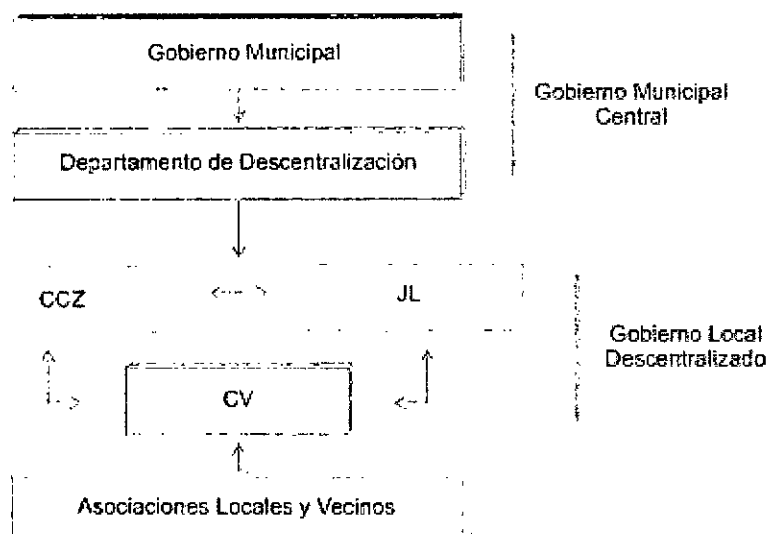 Gobierno Municipal
Gobierno Municipal
Central
Departamento de Descentralización
CCZ
JL
Gobierno Local
Descentralizado
CV
Asociaciones Locales y Vecinos